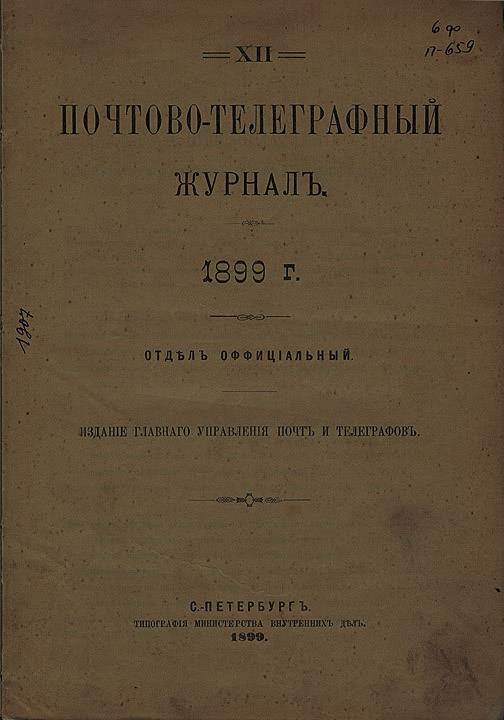 6 ф
П-659
XII
ПОЧТОВО-ТЕЛЕГРАФНЫЙ
ЖУРНАЛЪ.
1899 г.
1907
ОТДѢЛЪ ОФФИЦІАЛЬНЫЙ.
ИЗДАНІЕ ГЛАВНАГО УПРАВЛЕНІЯ ПОЧТЪ И ТЕЛЕГРАФОВЪ.
С.-ПЕТЕРБУРГЪ.
ТИПОГРАФІЯ МИНИСТЕРСТВА ВНУТРЕННИХЪ ДѢЛЪ.
1899.